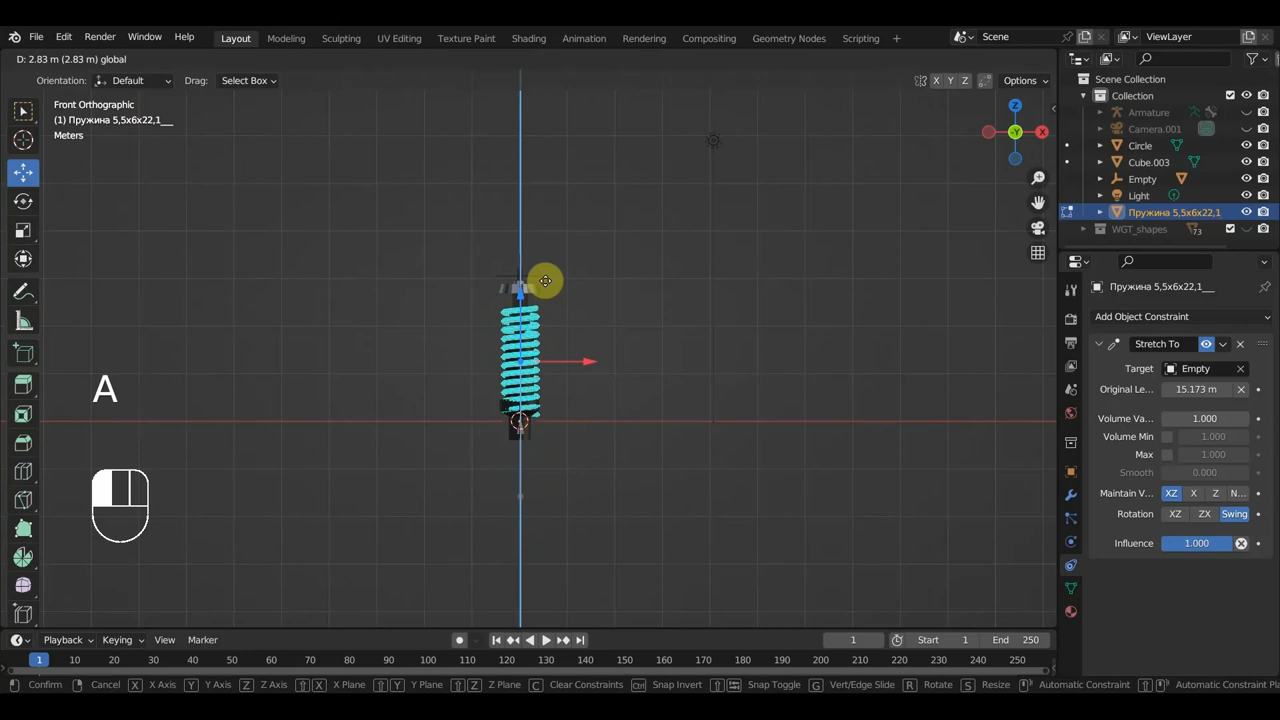 File Edit Render Window Help Layout Modeling Sculpting UV Editing Texture Paint Shading Animation Rendering Compositing Geometry Nodes Scripting + Scene ViewLayer
D: 2.83 m (2.83 m) global
Orientation: Default Drag: Select Box X Y Z Options
Front Orthographic
(1) Пружина 5,5x6x22,1___
Meters
Z
X
-Y
A
Scene Collection
Collection
Armature
Camera.001
Circle
Cube.003
Empty
Light
Пружина 5,5x6x22,1
WGT_shapes 73
Пружина 5,5x6x22,1___
Add Object Constraint
Stretch To
Target Empty
Original Le... 15.173 m
Volume Va... 1.000
Volume Min 1.000
Max 1.000
Smooth 0.000
Maintain V... XZ X Z N...
Rotation XZ ZX Swing
Influence 1.000
Playback Keying View Marker 1 Start 1 End 250
1 10 20 30 40 50 60 70 80 90 100 110 120 130 140 150 160 170 180 190 200 210 220 230 240 250
Confirm Cancel X X Axis Y Y Axis Z Z Axis X X Plane Y Y Plane Z Z Plane C Clear Constraints Ctrl Snap Invert Snap Toggle G Vert/Edge Slide R Rotate S Resize Automatic Constraint Automatic Constraint Plane